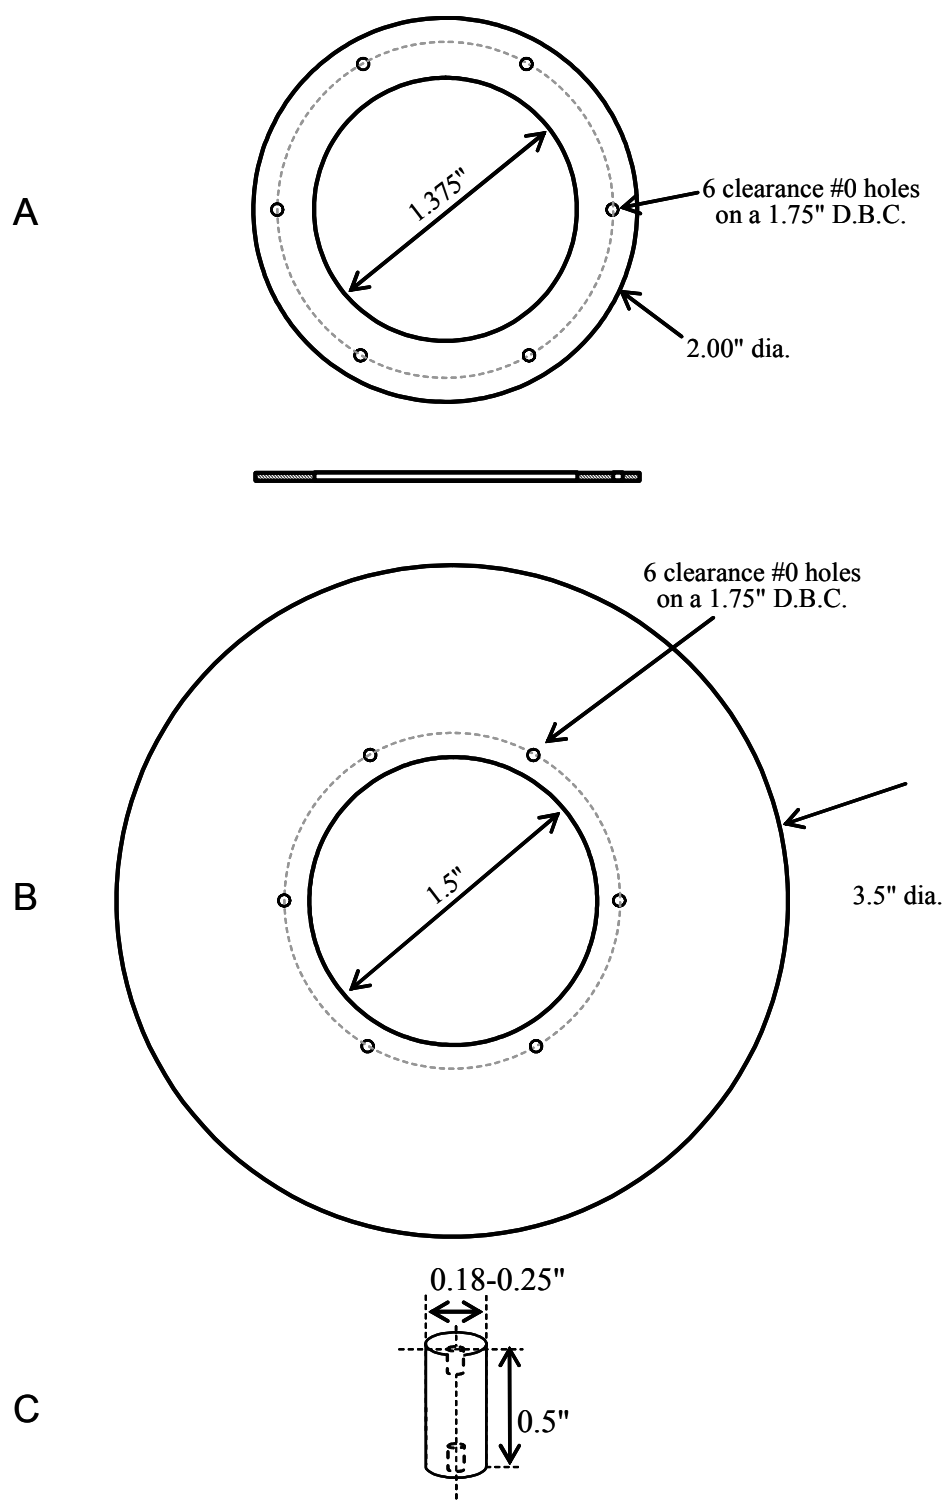 A
1.375"
6 clearance #0 holes
on a 1.75" D.B.C.
2.00" dia.
6 clearance #0 holes
on a 1.75" D.B.C.
B
1.5"
3.5" dia.
0.18-0.25"
C
0.5"